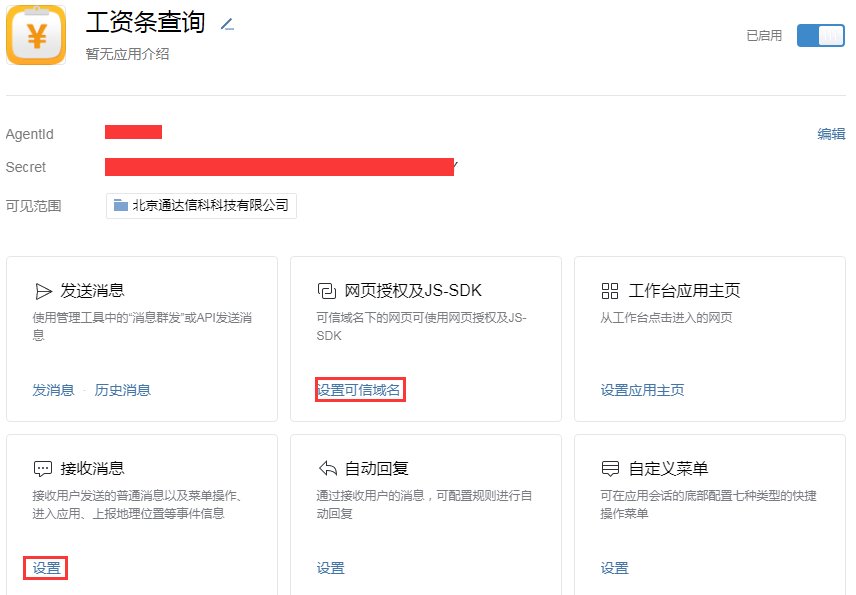 工资条查询
暂无应用介绍
已启用
AgentId
编辑
Secret
可见范围
北京通达信科科技有限公司
发送消息
使用管理工具中的“消息群发”或API发送消
息
发消息 · 历史消息
网页授权及JS-SDK
可信域名下的网页可使用网页授权及JS-
SDK
设置可信域名
工作台应用主页
从工作台点击进入的网页
设置应用主页
接收消息
接收用户发送的普通消息以及菜单操作、
进入应用、上报地理位置等事件信息
设置
自动回复
通过接收用户的消息，可配置规则进行自
动回复
设置
自定义菜单
可在应用会话的底部配置七种类型的快捷
操作菜单
设置